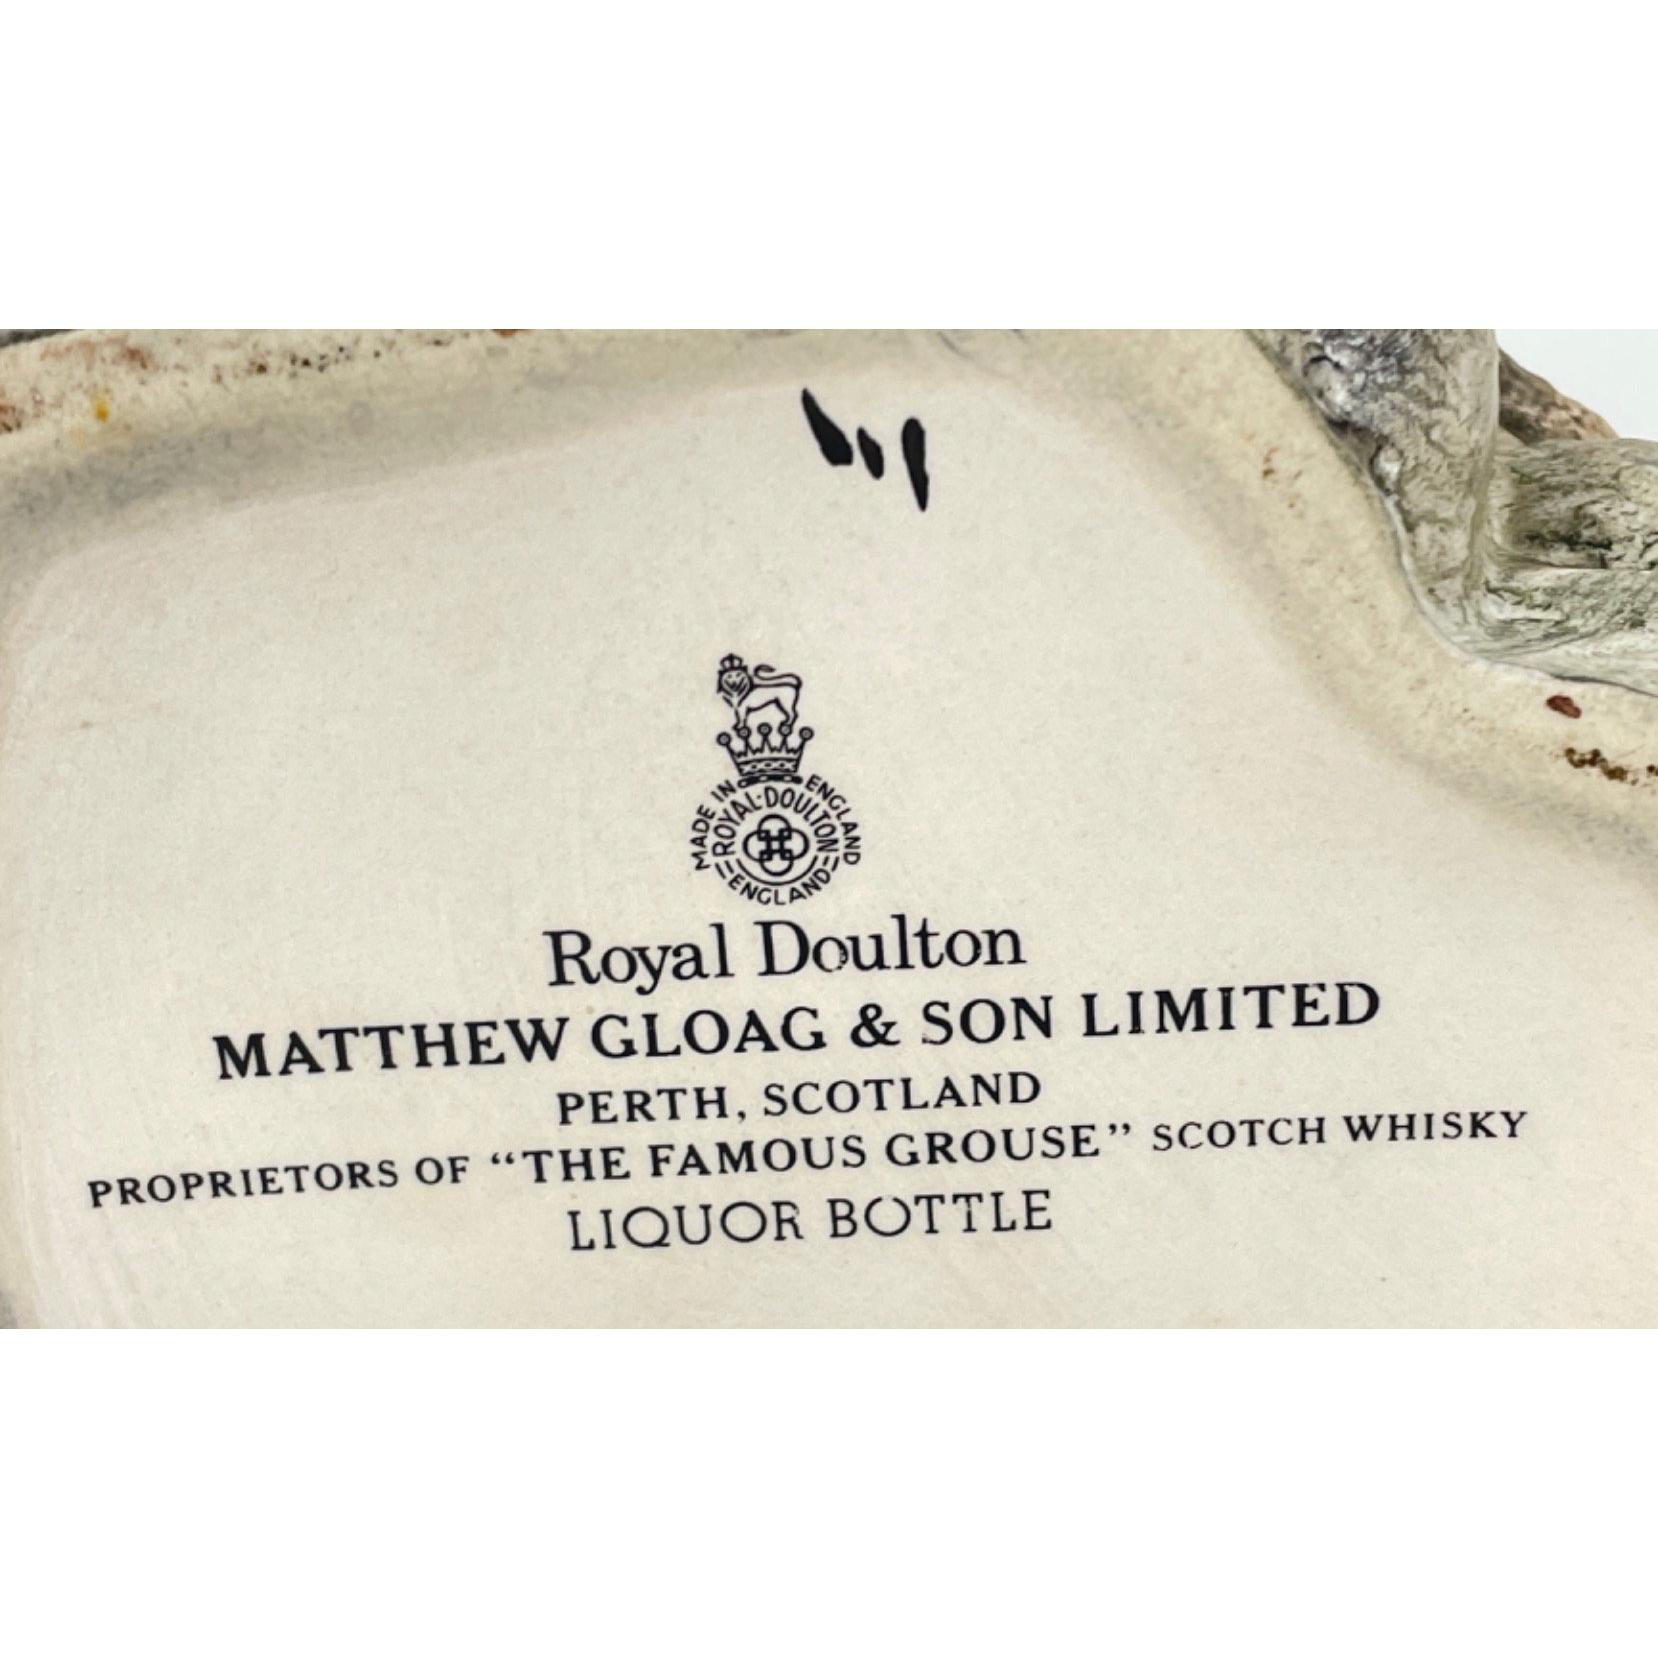 MADE IN ENGLAND
ROYAL·DOULTON
ENGLAND
Royal Doulton
MATTHEW GLOAG & SON LIMITED
PERTH, SCOTLAND
PROPRIETORS OF “THE FAMOUS GROUSE” SCOTCH WHISKY
LIQUOR BOTTLE